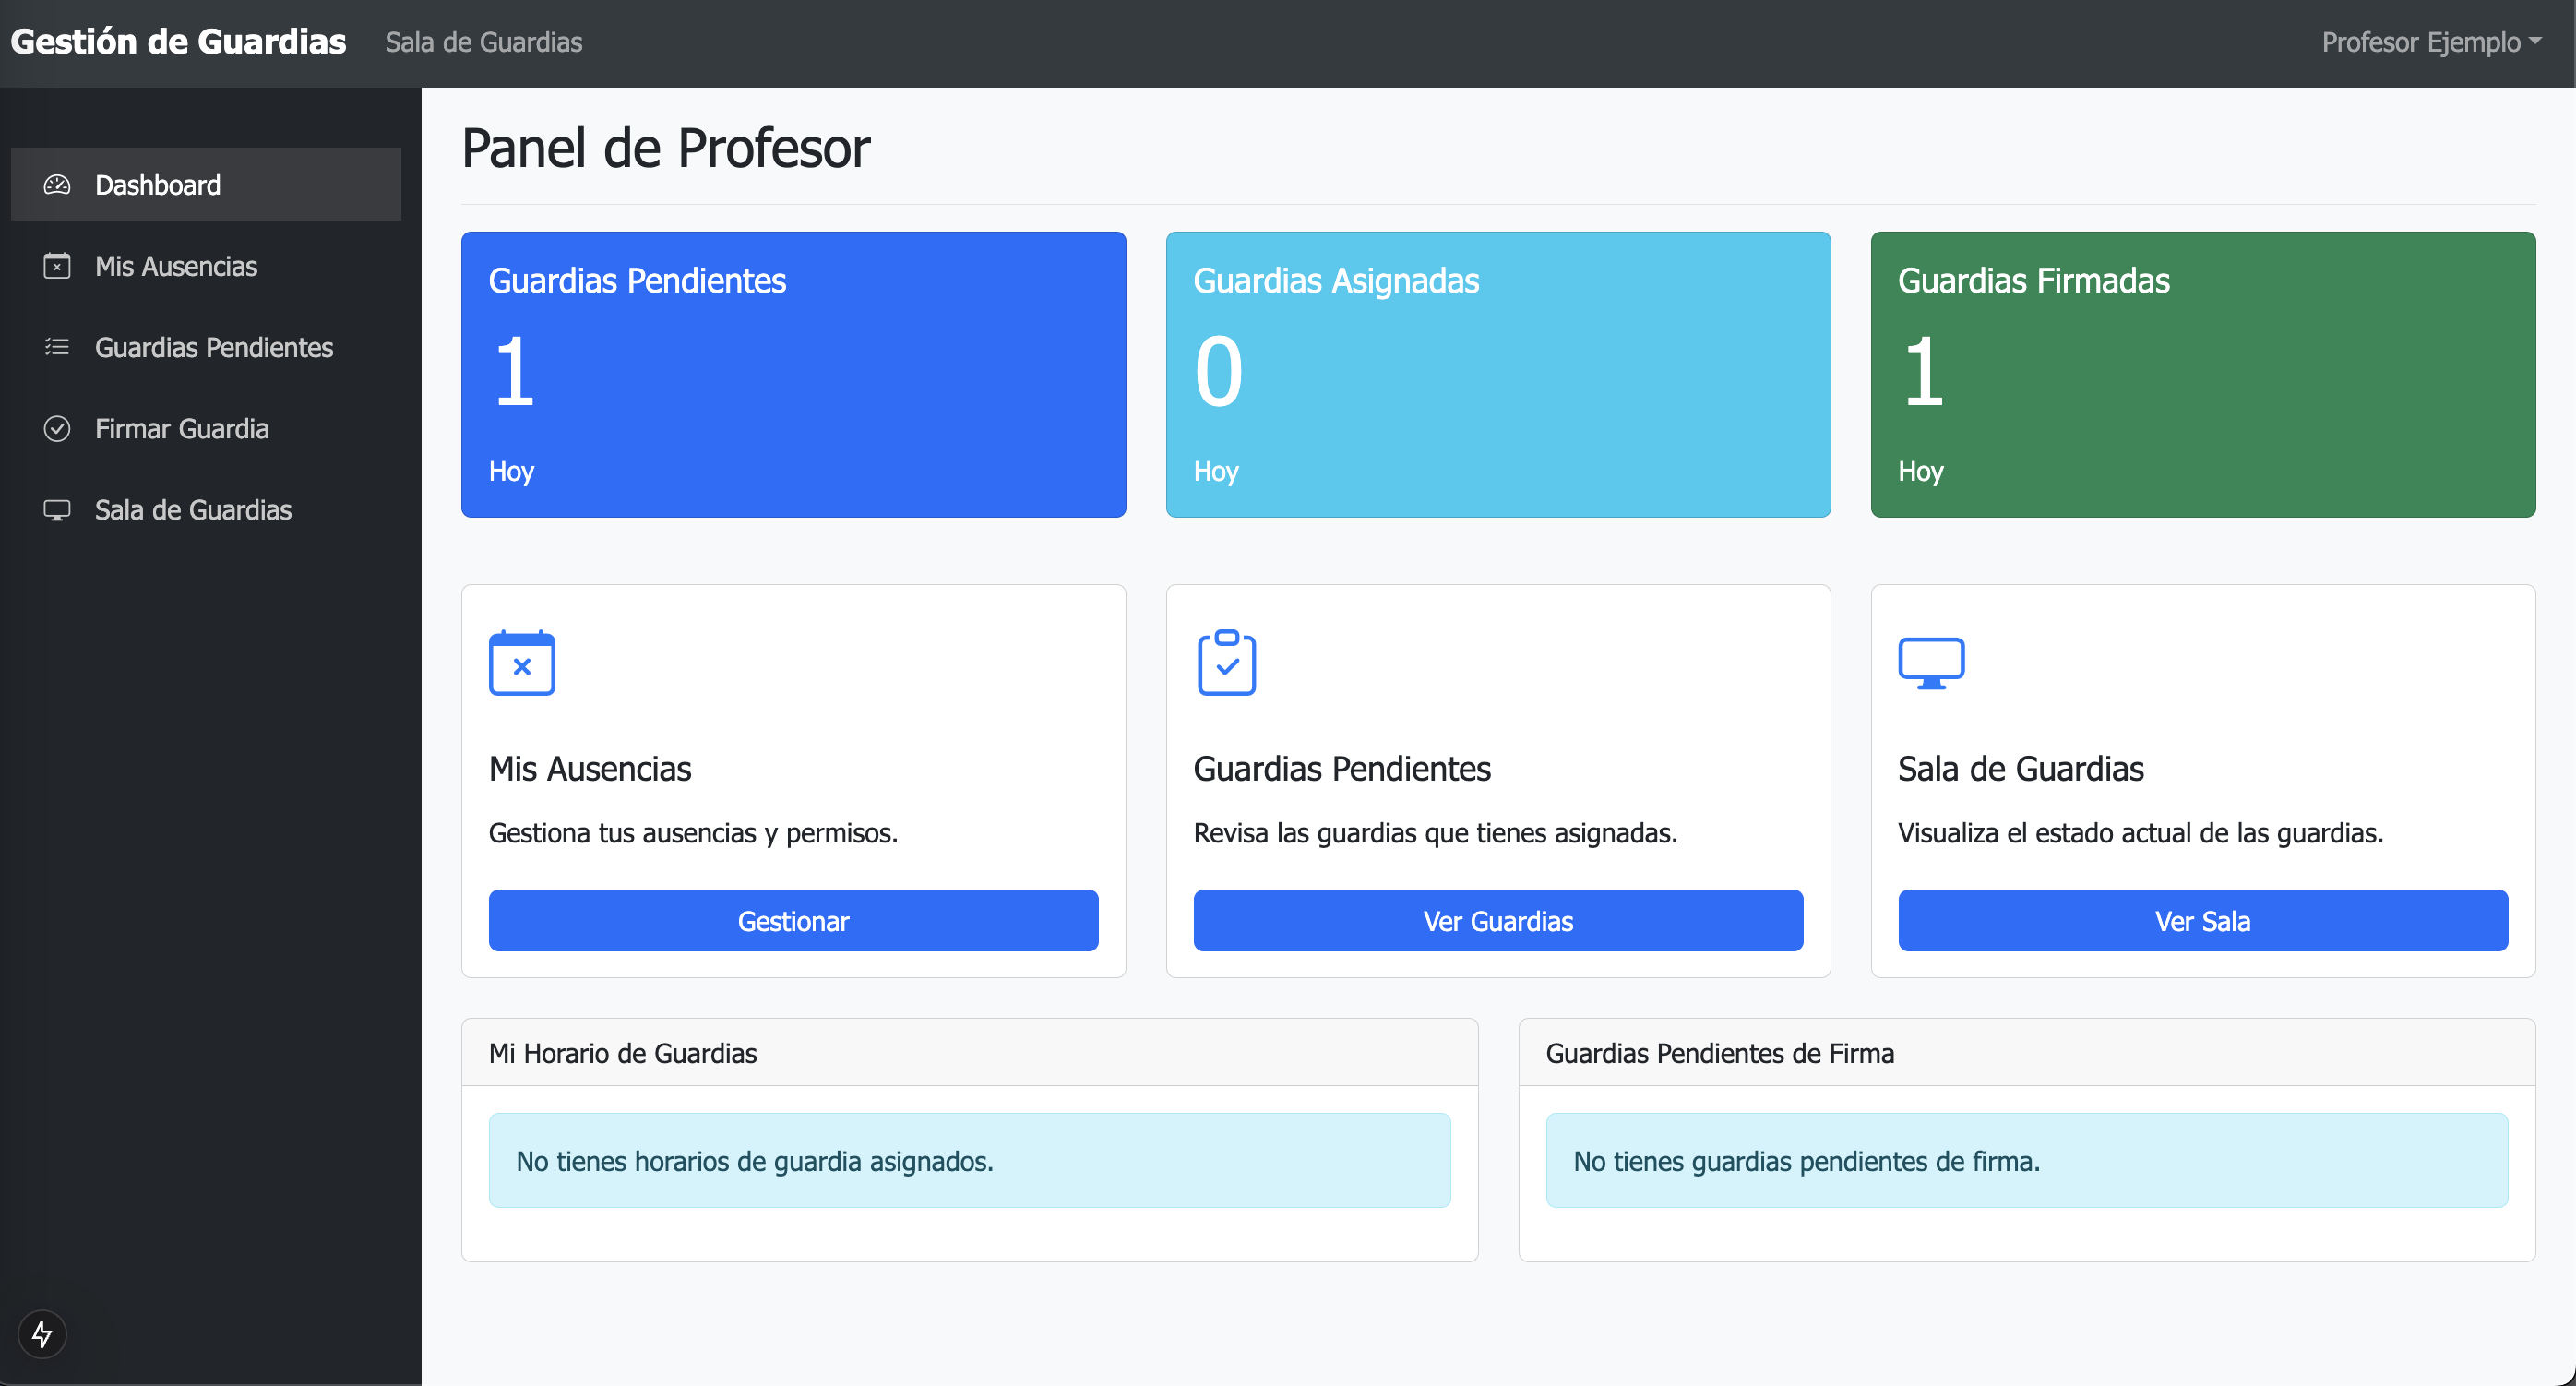 Gestión de Guardias
Sala de Guardias
Profesor Ejemplo
Dashboard
Mis Ausencias
Guardias Pendientes
Firmar Guardia
Sala de Guardias
Panel de Profesor
Guardias Pendientes
1
Hoy
Guardias Asignadas
0
Hoy
Guardias Firmadas
1
Hoy
Mis Ausencias
Gestiona tus ausencias y permisos.
Gestionar
Guardias Pendientes
Revisa las guardias que tienes asignadas.
Ver Guardias
Sala de Guardias
Visualiza el estado actual de las guardias.
Ver Sala
Mi Horario de Guardias
No tienes horarios de guardia asignados.
Guardias Pendientes de Firma
No tienes guardias pendientes de firma.